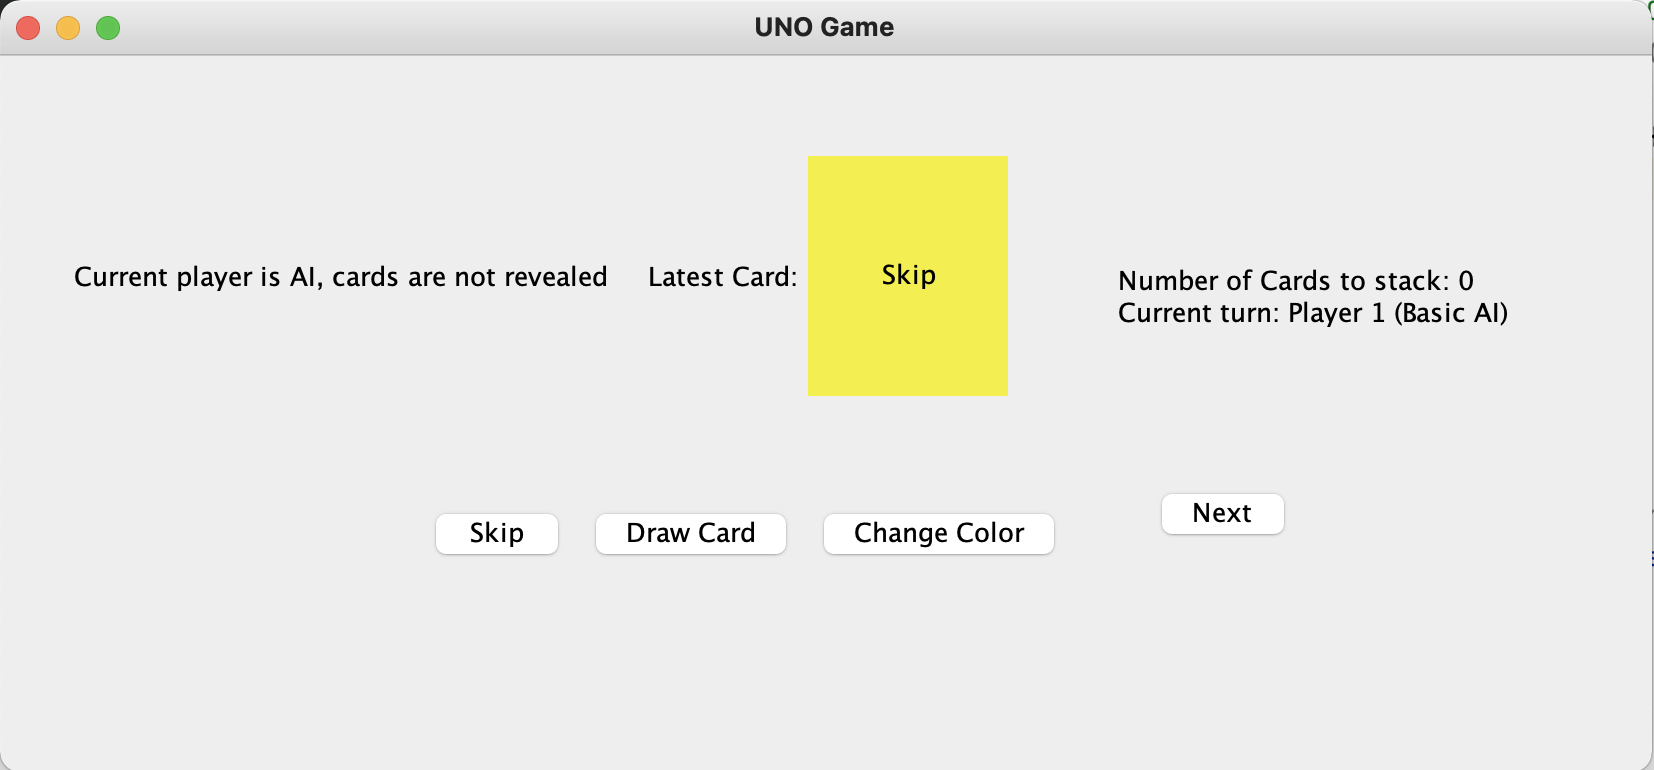 UNO Game
Current player is AI, cards are not revealed
Latest Card:
Skip
Number of Cards to stack: 0
Current turn: Player 1 (Basic AI)
Skip
Draw Card
Change Color
Next